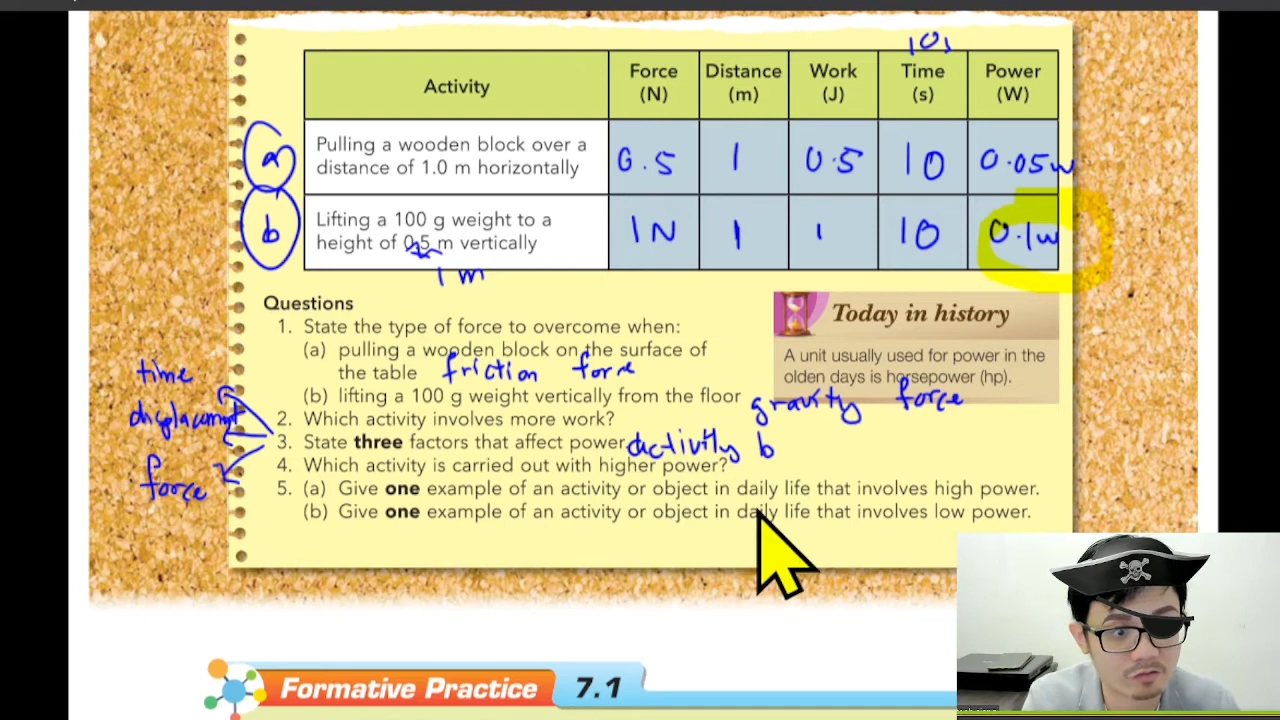 10s
Activity
Force (N)
Distance (m)
Work (J)
Time (s)
Power (W)
a
Pulling a wooden block over a
distance of 1.0 m horizontally
0.5
1
0.5
10
0.05w
b
Lifting a 100 g weight to a
height of 0.5 m vertically
1 m
1N
1
1
10
0.1w
Questions
1. State the type of force to overcome when:
(a) pulling a wooden block on the surface of
the table friction force
(b) lifting a 100 g weight vertically from the floor
gravity force
2. Which activity involves more work?
3. State three factors that affect power.
activity b
time
displacement
force
4. Which activity is carried out with higher power?
5. (a) Give one example of an activity or object in daily life that involves high power.
(b) Give one example of an activity or object in daily life that involves low power.
Today in history
A unit usually used for power in the
olden days is horsepower (hp).
Formative Practice 7.1